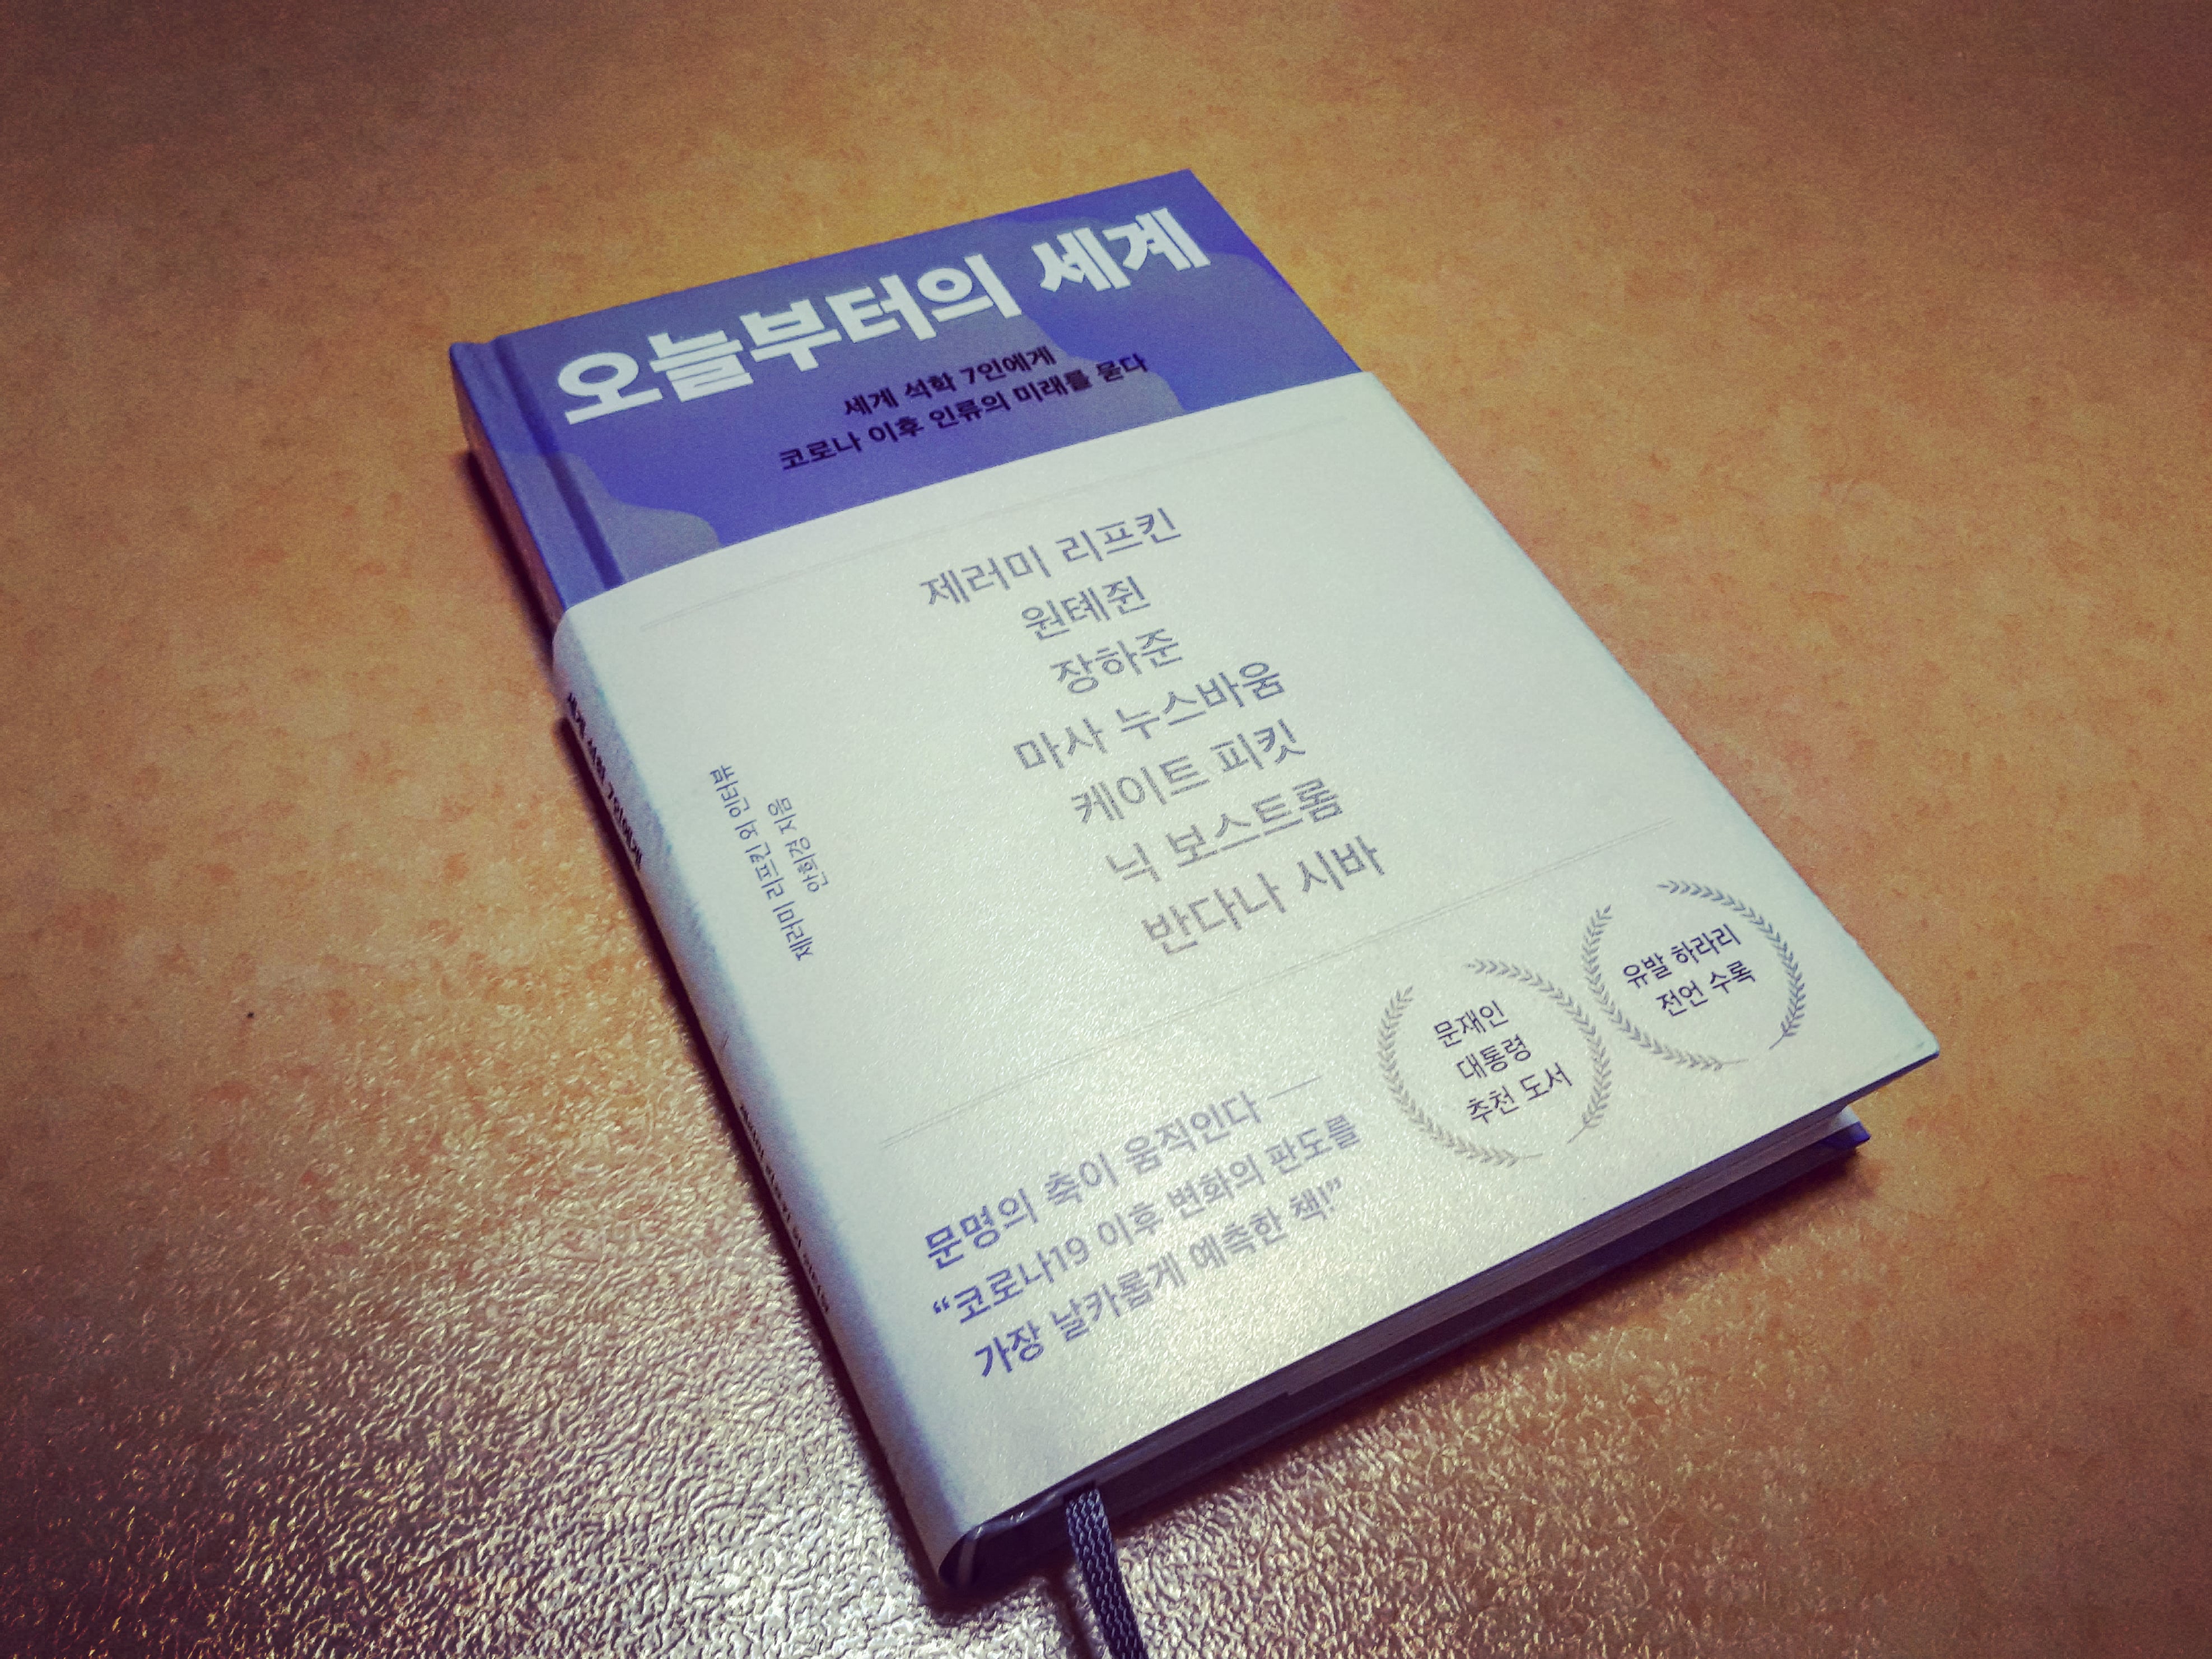 오늘부터의 세계
세계 석학 7인에게
코로나 이후 인류의 미래를 묻다
제러미 리프킨
원톄쥔
장하준
마사 누스바움
케이트 피킷
닉 보스트롬
반다나 시바
제러미 리프킨 외 인터뷰
안희경 지음
유발 하라리
전언 수록
문재인
대통령
추천 도서
문명의 축이 움직인다 —
“코로나19 이후 변화의 판도를
가장 날카롭게 예측한 책!”
세계 석학 7인에게